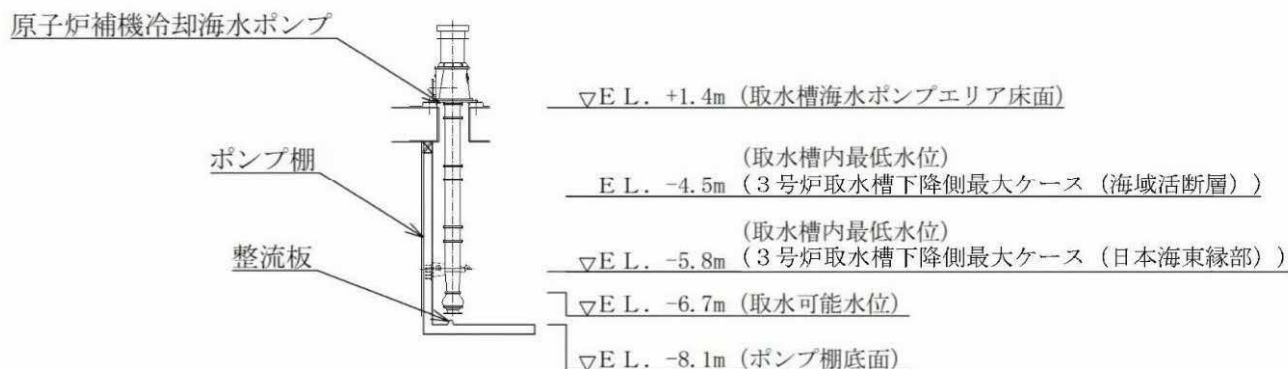 原子炉補機冷却海水ポンプ
▽ＥＬ．+1.4m（取水槽海水ポンプエリア床面）
ポンプ棚
（取水槽内最低水位）
ＥＬ．-4.5m（３号炉取水槽下降側最大ケース（海域活断層））
整流板
（取水槽内最低水位）
▽ＥＬ．-5.8m（３号炉取水槽下降側最大ケース（日本海東縁部））
▽ＥＬ．-6.7m（取水可能水位）
▽ＥＬ．-8.1m（ポンプ棚底面）